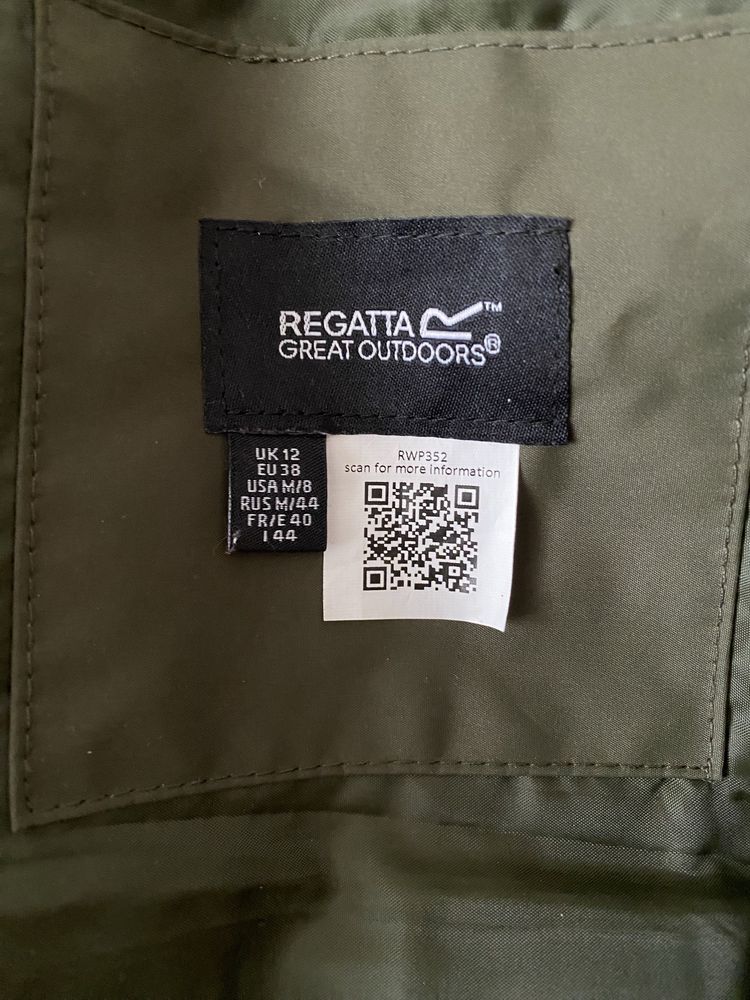 REGATTA ™
GREAT OUTDOORS®
UK 12
EU 38
USA M/8
RUS M/44
FR/E 40
I 44
RWP352
scan for more information